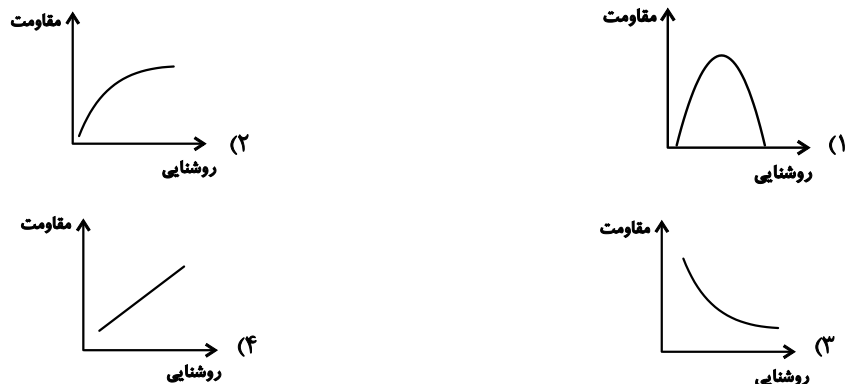 مقاومت
روشنایی
۱)
مقاومت
روشنایی
۲)
مقاومت
روشنایی
۳)
مقاومت
روشنایی
۴)